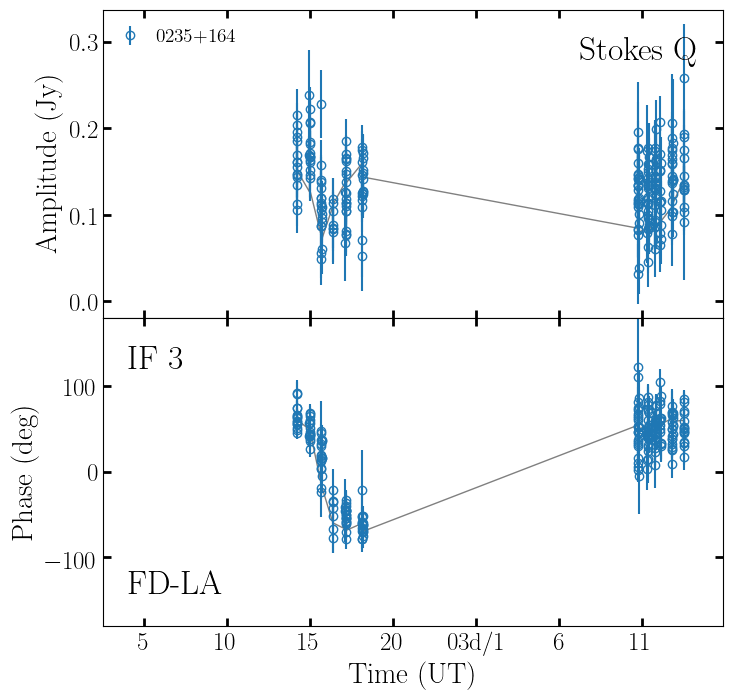 0235+164
Stokes Q
0.3
0.2
0.1
0.0
Amplitude (Jy)
IF 3
100
0
−100
Phase (deg)
FD-LA
5 10 15 20 03d/1 6 11
Time (UT)